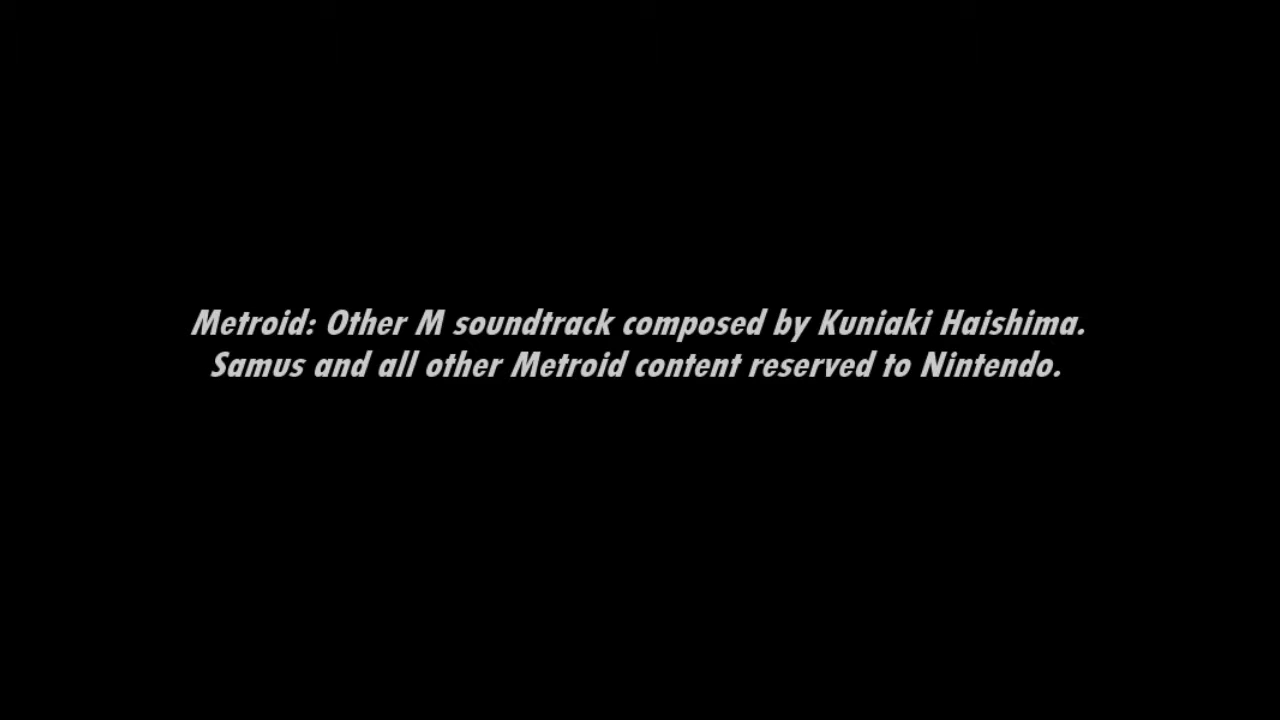 Metroid: Other M soundtrack composed by Kuniaki Haishima.
Samus and all other Metroid content reserved to Nintendo.